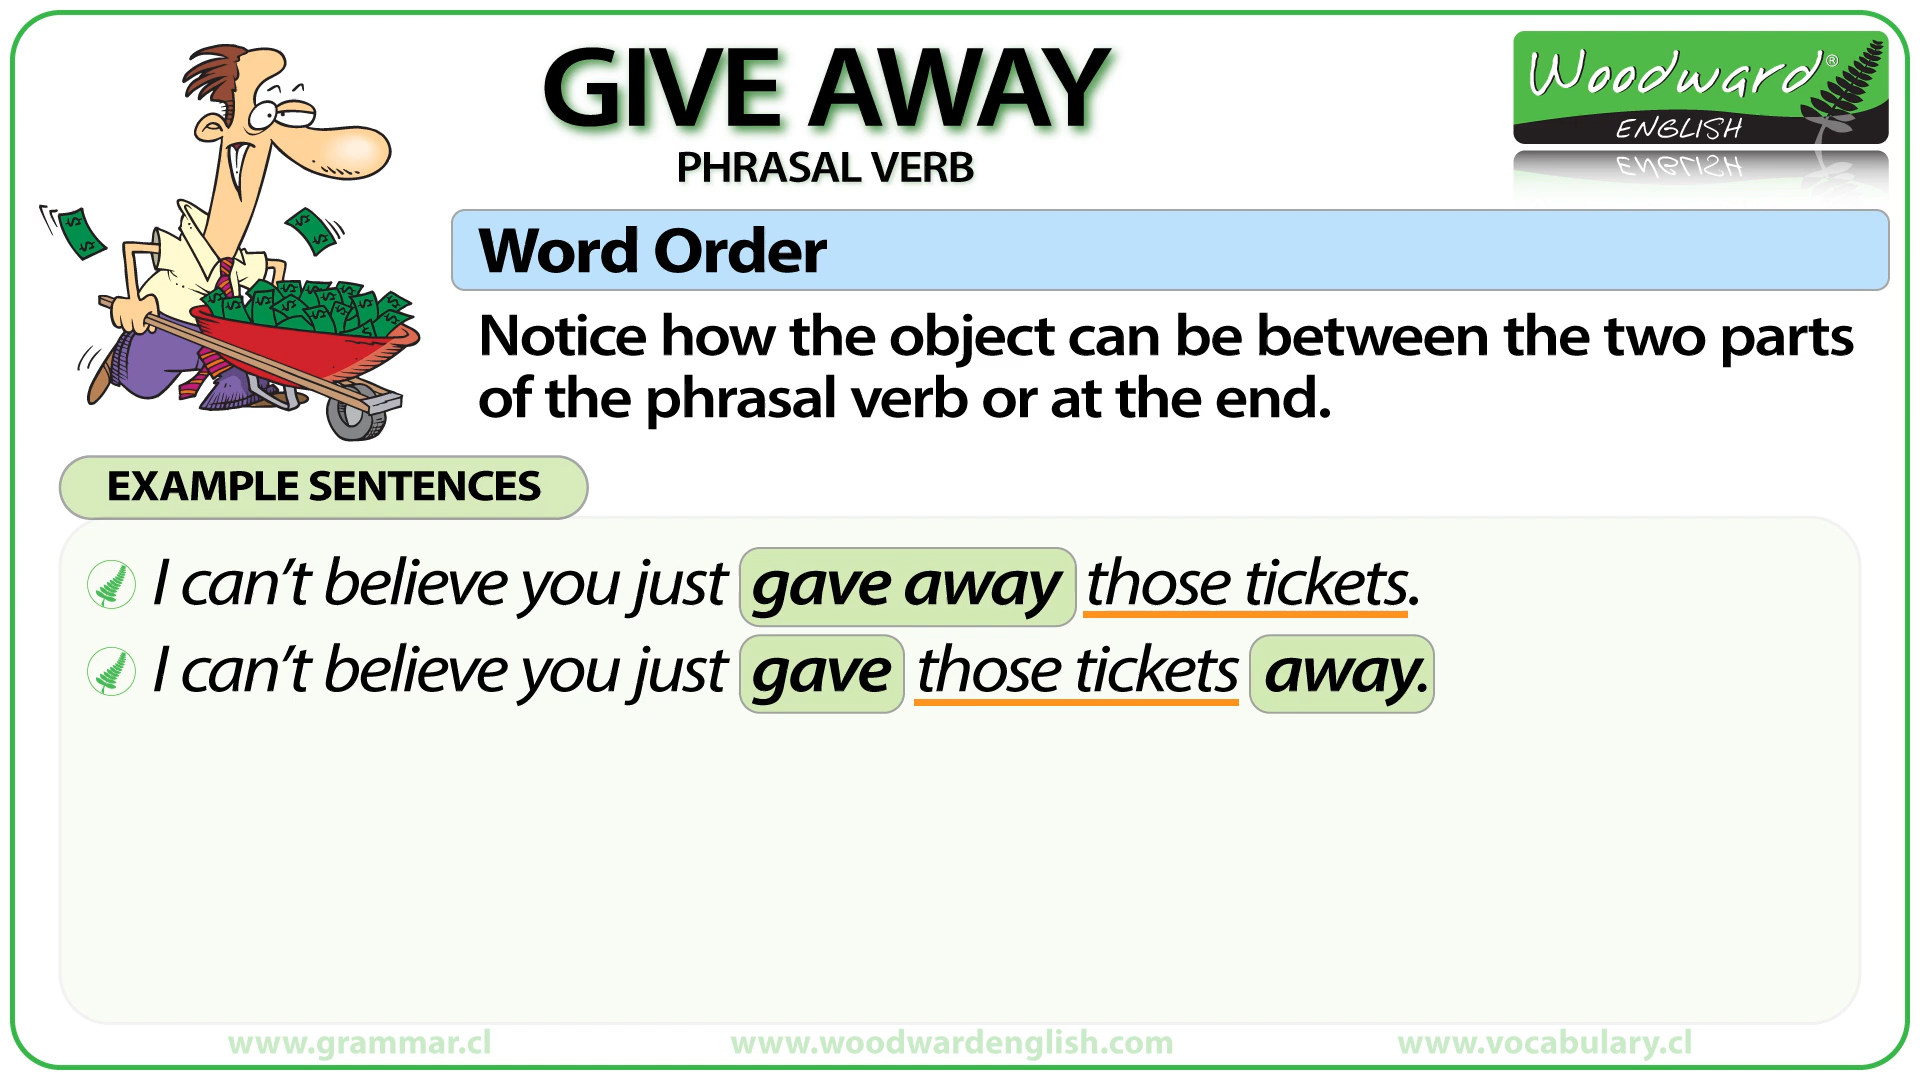 GIVE AWAY
PHRASAL VERB
Woodward®
ENGLISH
Word Order
Notice how the object can be between the two parts
of the phrasal verb or at the end.
EXAMPLE SENTENCES
I can’t believe you just gave away those tickets.
I can’t believe you just gave those tickets away.
www.grammar.cl
www.woodwardenglish.com
www.vocabulary.cl